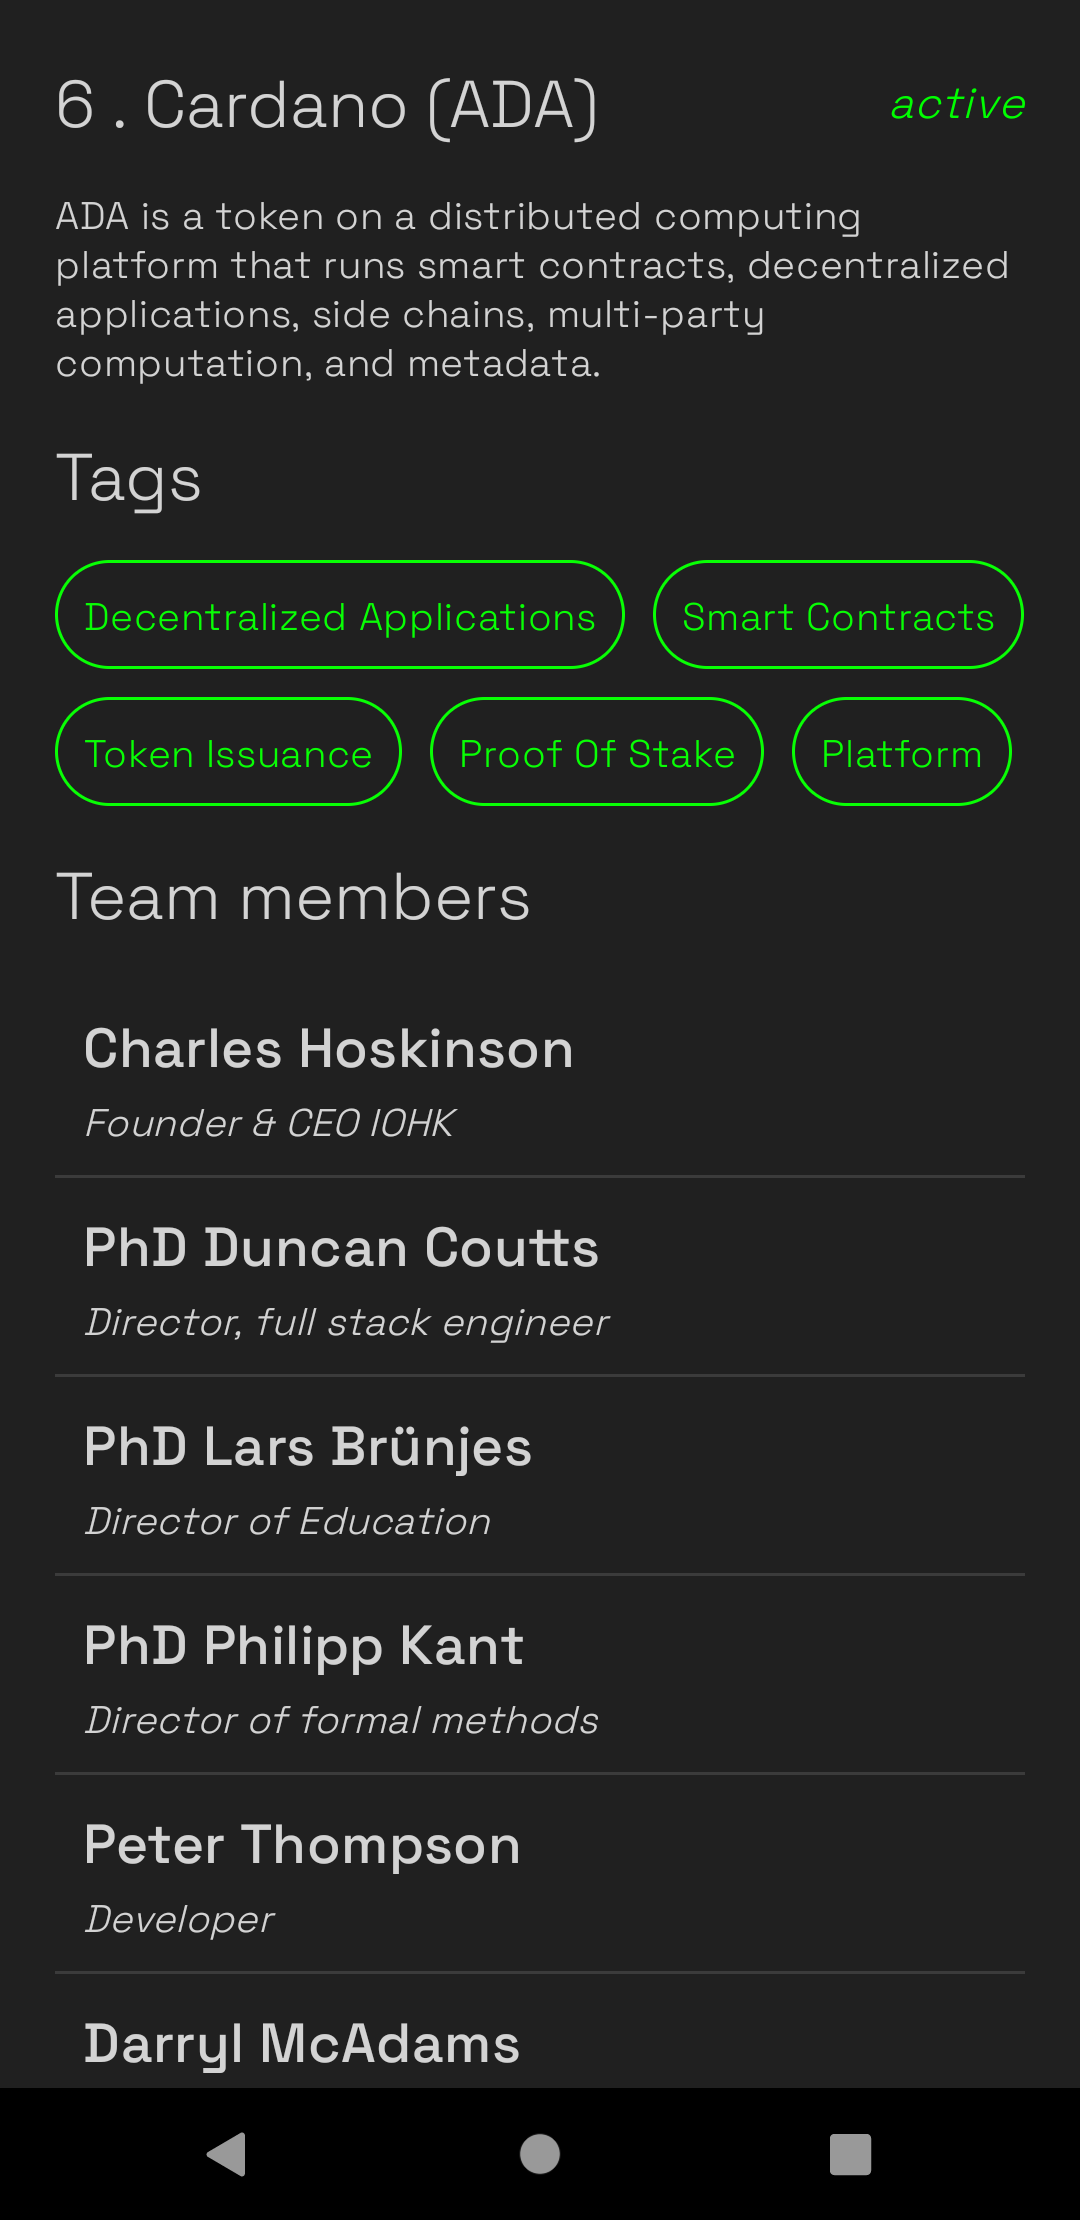 6 . Cardano (ADA)
active
ADA is a token on a distributed computing
platform that runs smart contracts, decentralized
applications, side chains, multi-party
computation, and metadata.
Tags
Decentralized Applications
Smart Contracts
Token Issuance
Proof Of Stake
Platform
Team members
Charles Hoskinson
Founder & CEO IOHK
PhD Duncan Coutts
Director, full stack engineer
PhD Lars Brünjes
Director of Education
PhD Philipp Kant
Director of formal methods
Peter Thompson
Developer
Darryl McAdams